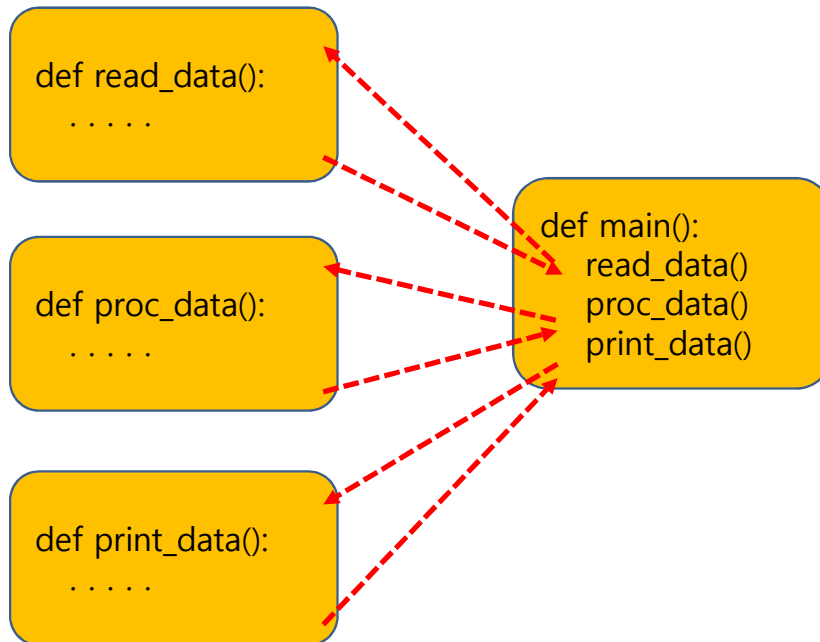 def read_data():
. . . . .
def proc_data():
. . . . .
def print_data():
. . . . .
def main():
read_data()
proc_data()
print_data()